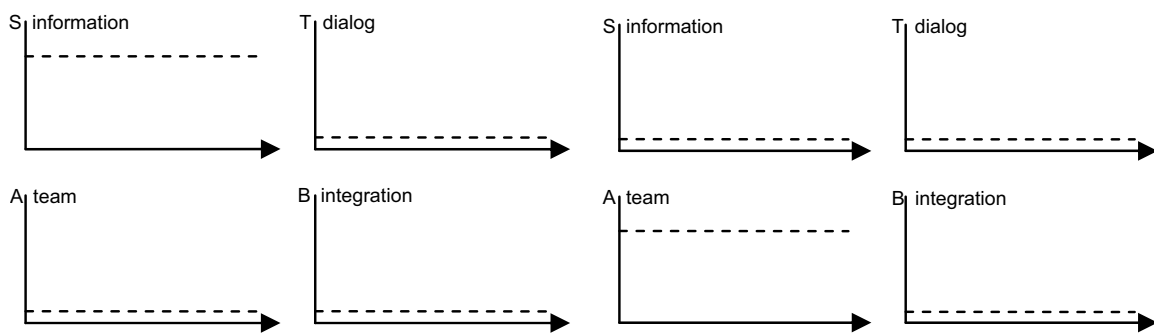 S information T dialog S information T dialog
A team B integration A team B integration